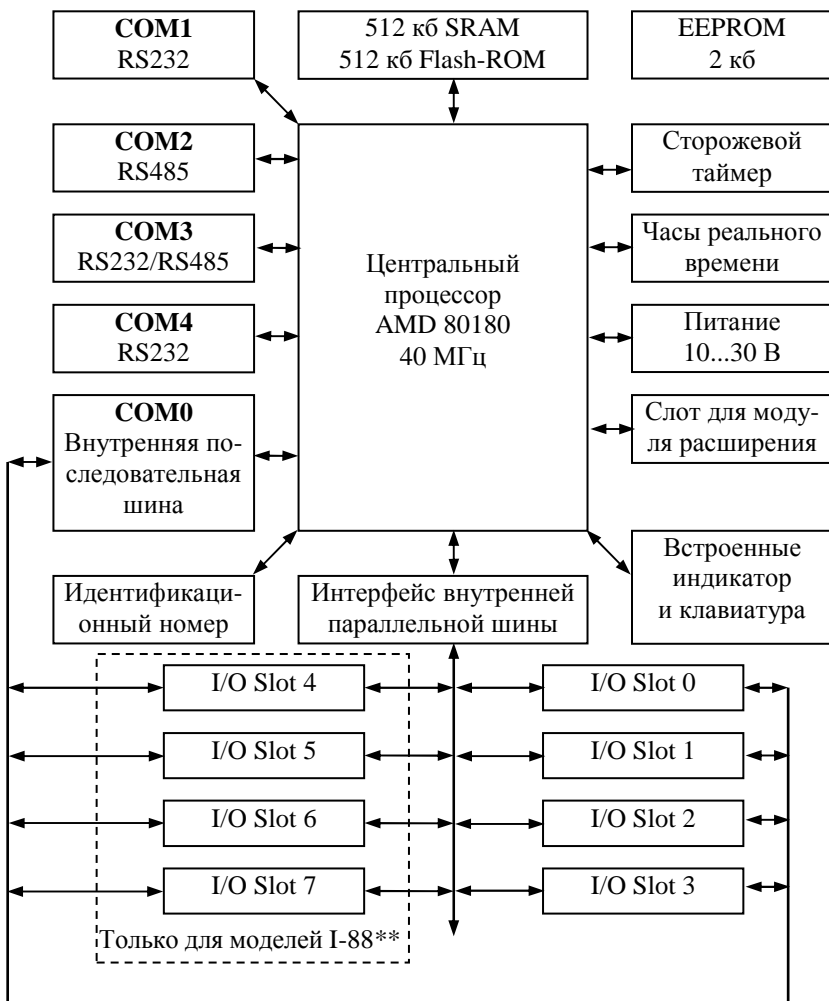 COM1
RS232
512 кб SRAM
512 кб Flash-ROM
EEPROM
2 кб
COM2
RS485
Сторожевой
таймер
COM3
RS232/RS485
Центральный
процессор
AMD 80180
40 МГц
Часы реального
времени
COM4
RS232
Питание
10...30 В
COM0
Внутренняя по-
следовательная
шина
Слот для моду-
ля расширения
Идентификаци-
онный номер
Интерфейс внутренней
параллельной шины
Встроенные
индикатор
и клавиатура
I/O Slot 4
I/O Slot 0
I/O Slot 5
I/O Slot 1
I/O Slot 6
I/O Slot 2
I/O Slot 7
I/O Slot 3
Только для моделей I-88**